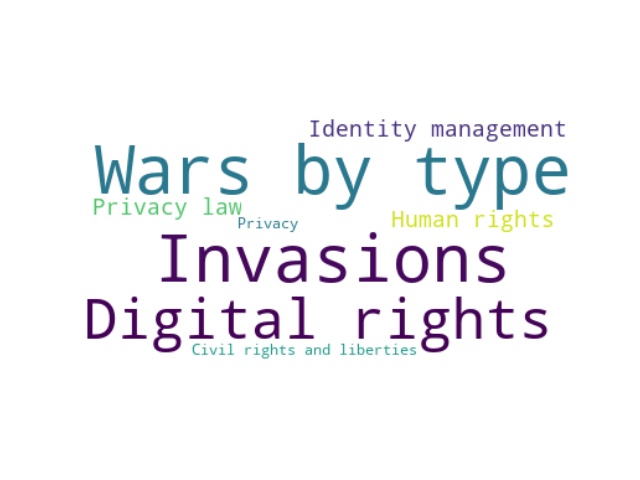 Identity management
Wars by type
Privacy law
Privacy
Human rights
Invasions
Digital rights
Civil rights and liberties